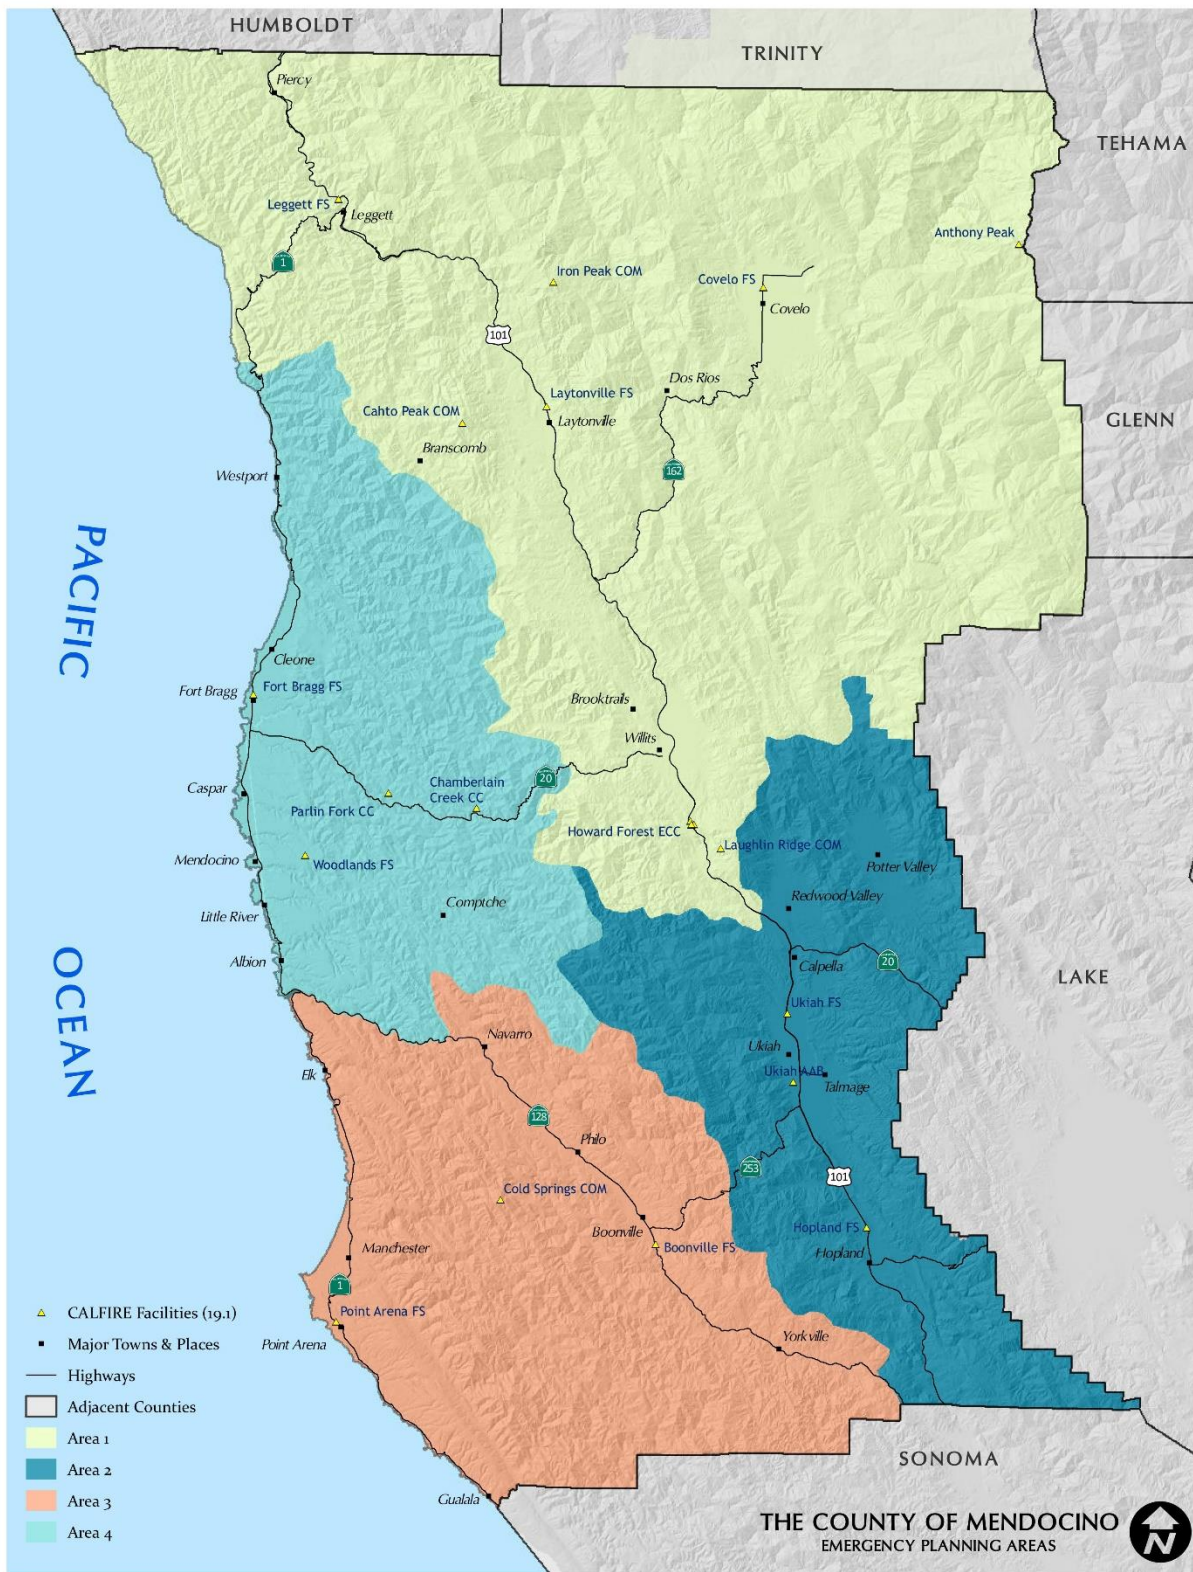 HUMBOLDT
TRINITY
TEHAMA
GLENN
LAKE
SONOMA
PACIFIC
OCEAN
Piercy
Leggett FS
Leggett
1
Anthony Peak
Iron Peak COM
Covelo FS
Covelo
101
Dos Rios
Laytonville FS
Laytonville
Cahto Peak COM
Branscomb
162
Westport
Cleone
Fort Bragg
Fort Bragg FS
Brooktrails
Willits
20
Caspar
Parlin Fork CC
Chamberlain
Creek CC
Howard Forest ECC
Laughlin Ridge COM
Potter Valley
Mendocino
Woodlands FS
Redwood Valley
Little River
Comptche
Albion
Calpella
20
Ukiah FS
Navarro
Ukiah
Elk
Ukiah AAB
Talmage
128
Philo
253
101
Cold Springs COM
Boonville
Boonville FS
Hopland FS
Hopland
Manchester
1
Point Arena FS
Point Arena
Yorkville
Gualala
CALFIRE Facilities (19.1)
Major Towns & Places
Highways
Adjacent Counties
Area 1
Area 2
Area 3
Area 4
THE COUNTY OF MENDOCINO
EMERGENCY PLANNING AREAS
N